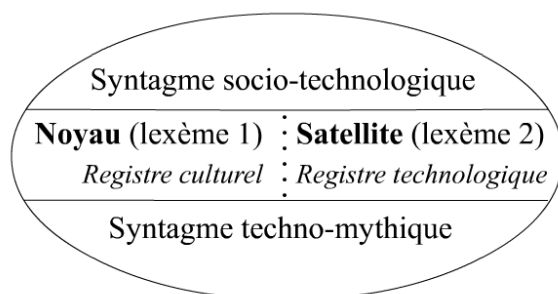 Syntagme socio-technologique
Noyau (lexème 1) Satellite (lexème 2)
Registre culturel Registre technologique
Syntagme techno-mythique